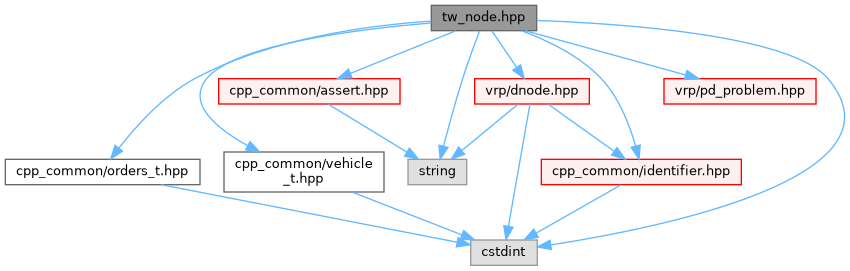 tw_node.hpp
cpp_common/assert.hpp
vrp/dnode.hpp
vrp/pd_problem.hpp
cpp_common/orders_t.hpp
cpp_common/vehicle
_t.hpp
string
cpp_common/identifier.hpp
cstdint